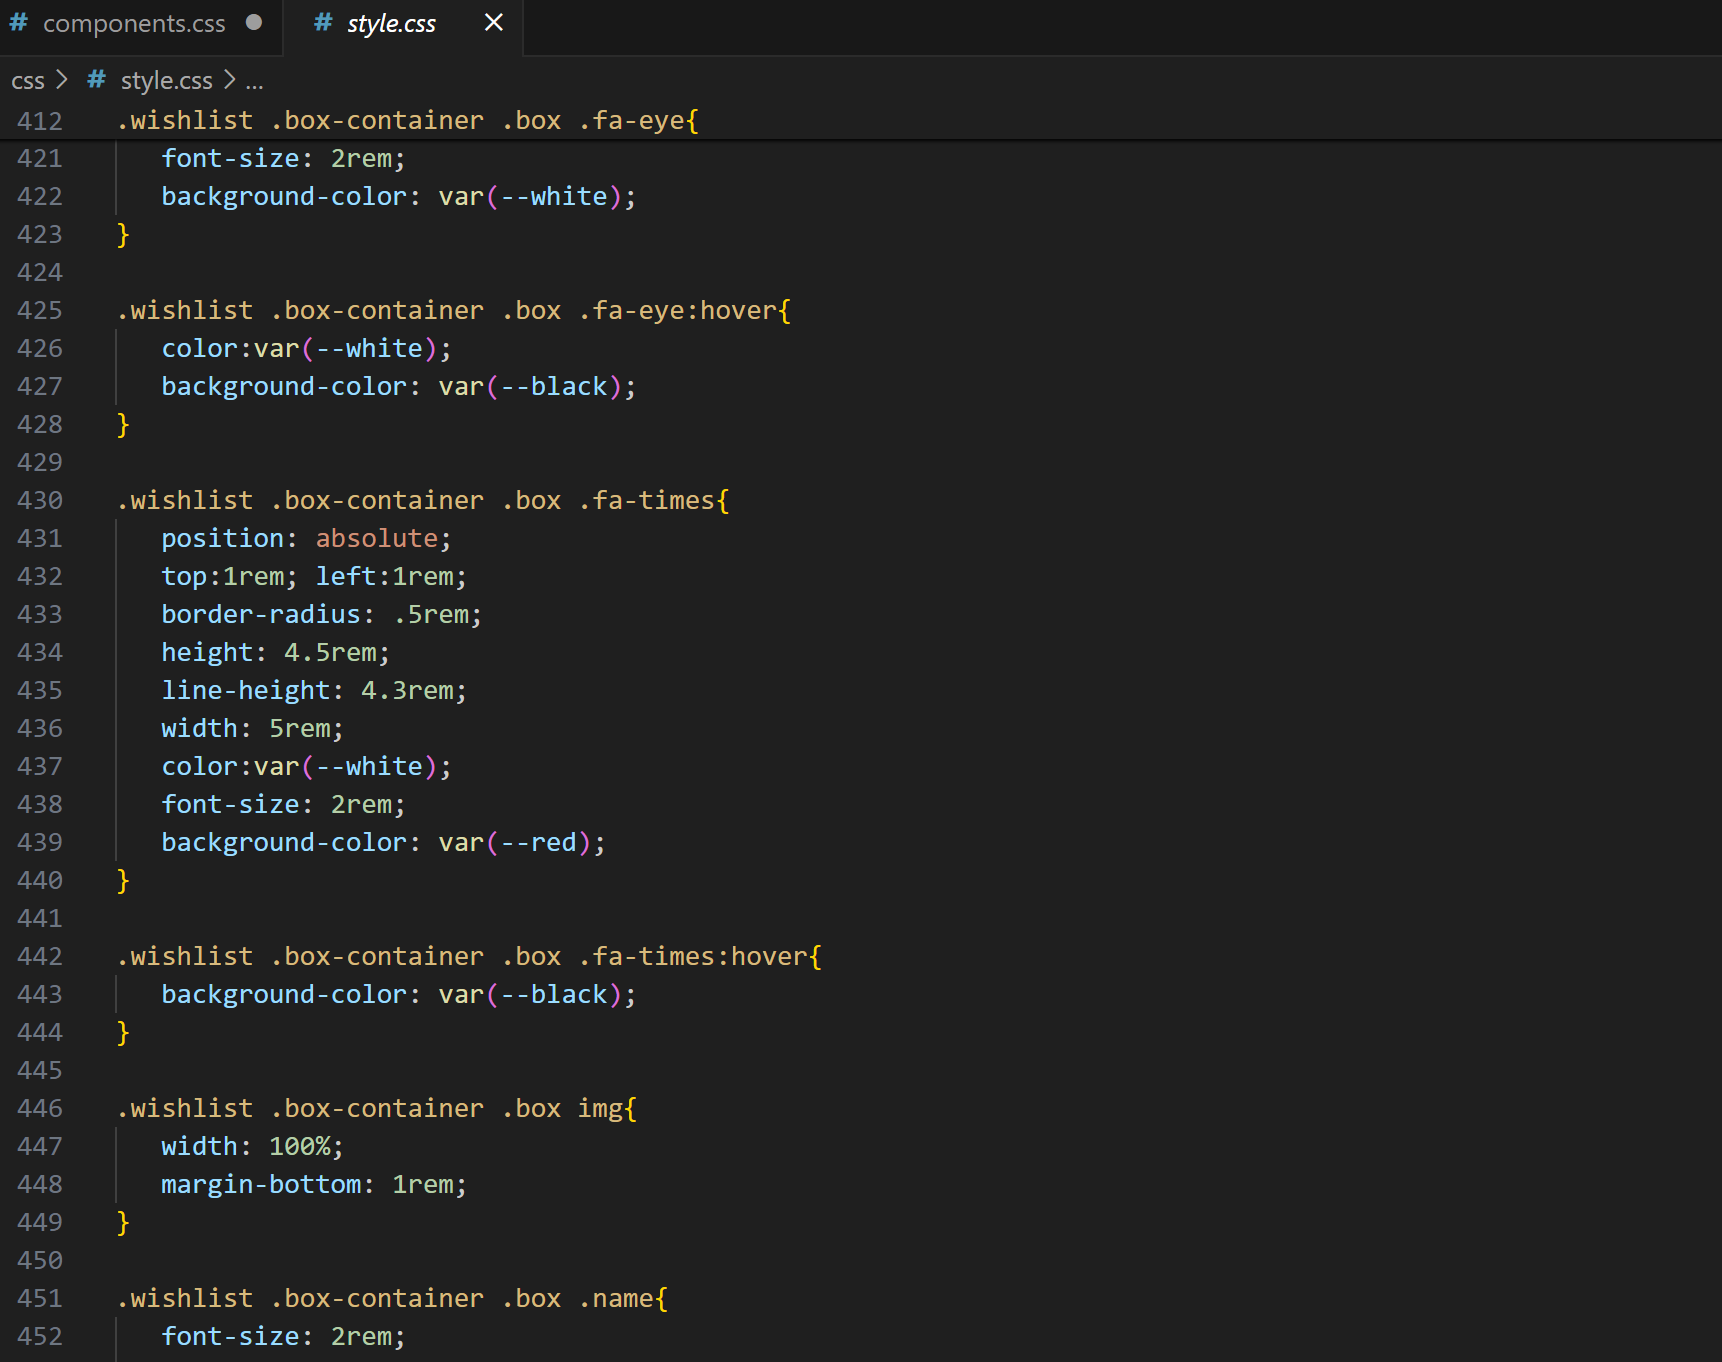 # components.css ● # style.css ×
css > # style.css > ...
412 .wishlist .box-container .box .fa-eye{
421 font-size: 2rem;
422 background-color: var(--white);
423 }
424
425 .wishlist .box-container .box .fa-eye:hover{
426 color:var(--white);
427 background-color: var(--black);
428 }
429
430 .wishlist .box-container .box .fa-times{
431 position: absolute;
432 top:1rem; left:1rem;
433 border-radius: .5rem;
434 height: 4.5rem;
435 line-height: 4.3rem;
436 width: 5rem;
437 color:var(--white);
438 font-size: 2rem;
439 background-color: var(--red);
440 }
441
442 .wishlist .box-container .box .fa-times:hover{
443 background-color: var(--black);
444 }
445
446 .wishlist .box-container .box img{
447 width: 100%;
448 margin-bottom: 1rem;
449 }
450
451 .wishlist .box-container .box .name{
452 font-size: 2rem;